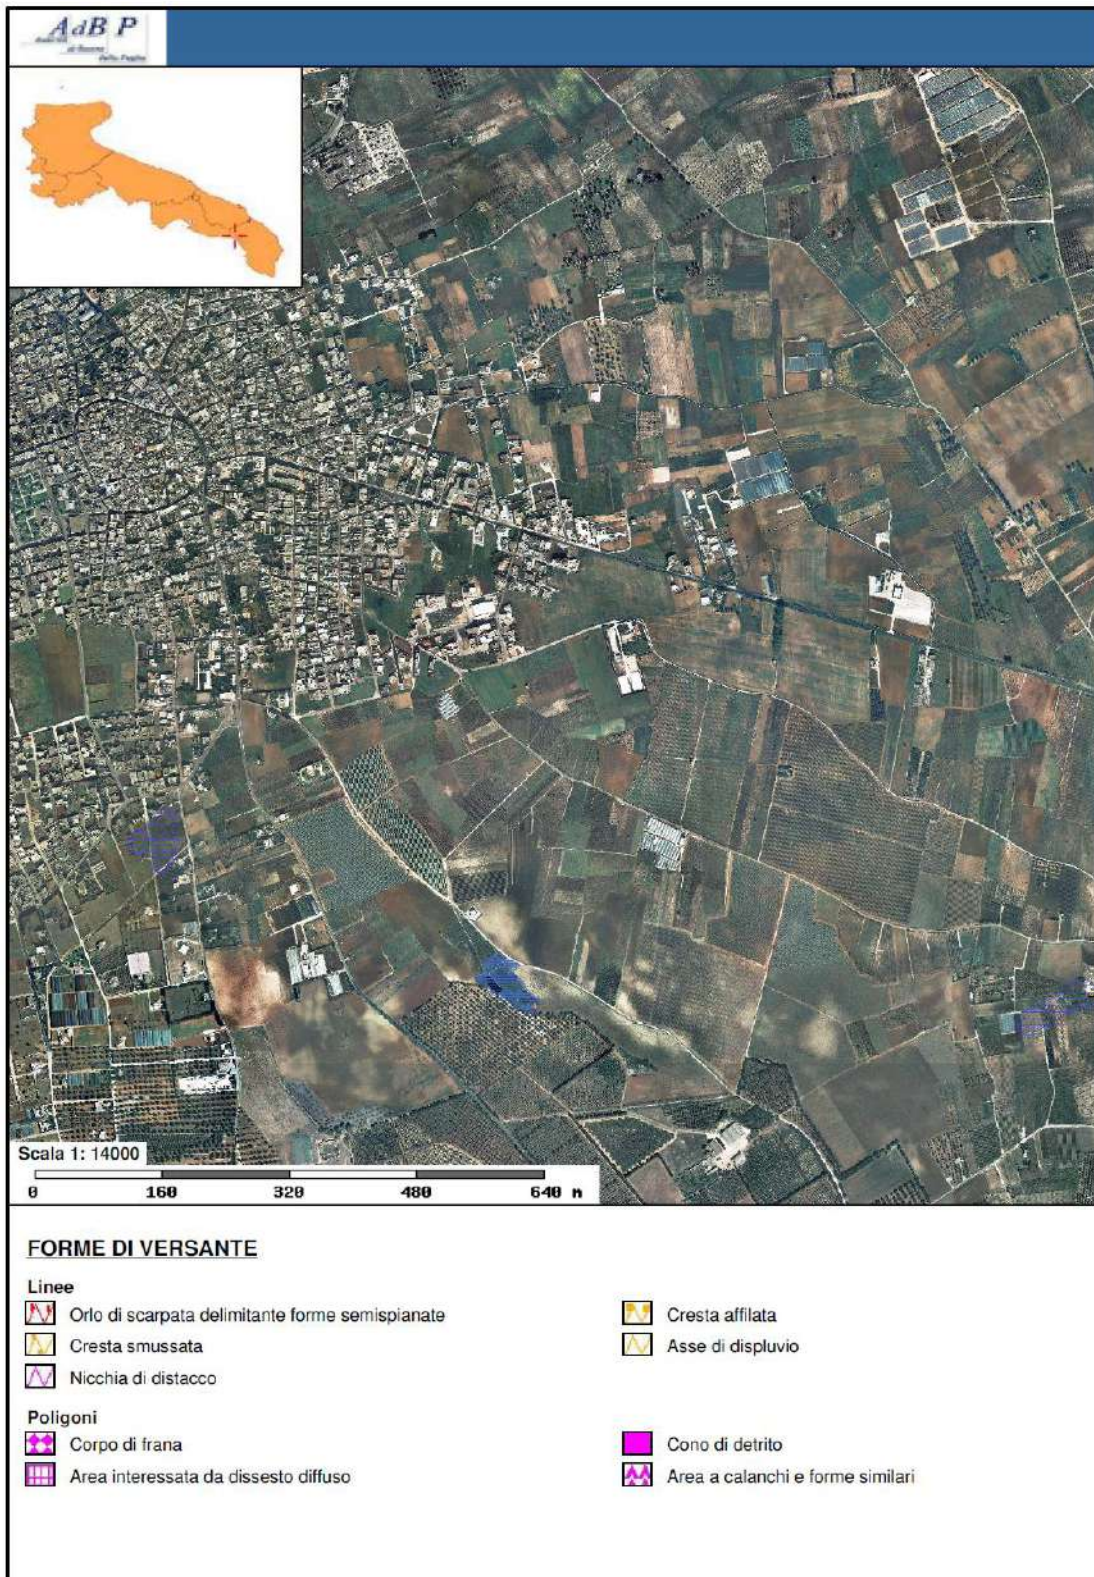 AdB P
della Puglia
Scala 1: 14000
0 160 320 480 640 m
FORME DI VERSANTE
Linee
Orlo di scarpata delimitante forme semispianate
Cresta affilata
Cresta smussata
Asse di displuvio
Nicchia di distacco
Poligoni
Corpo di frana
Cono di detrito
Area interessata da dissesto diffuso
Area a calanchi e forme similari